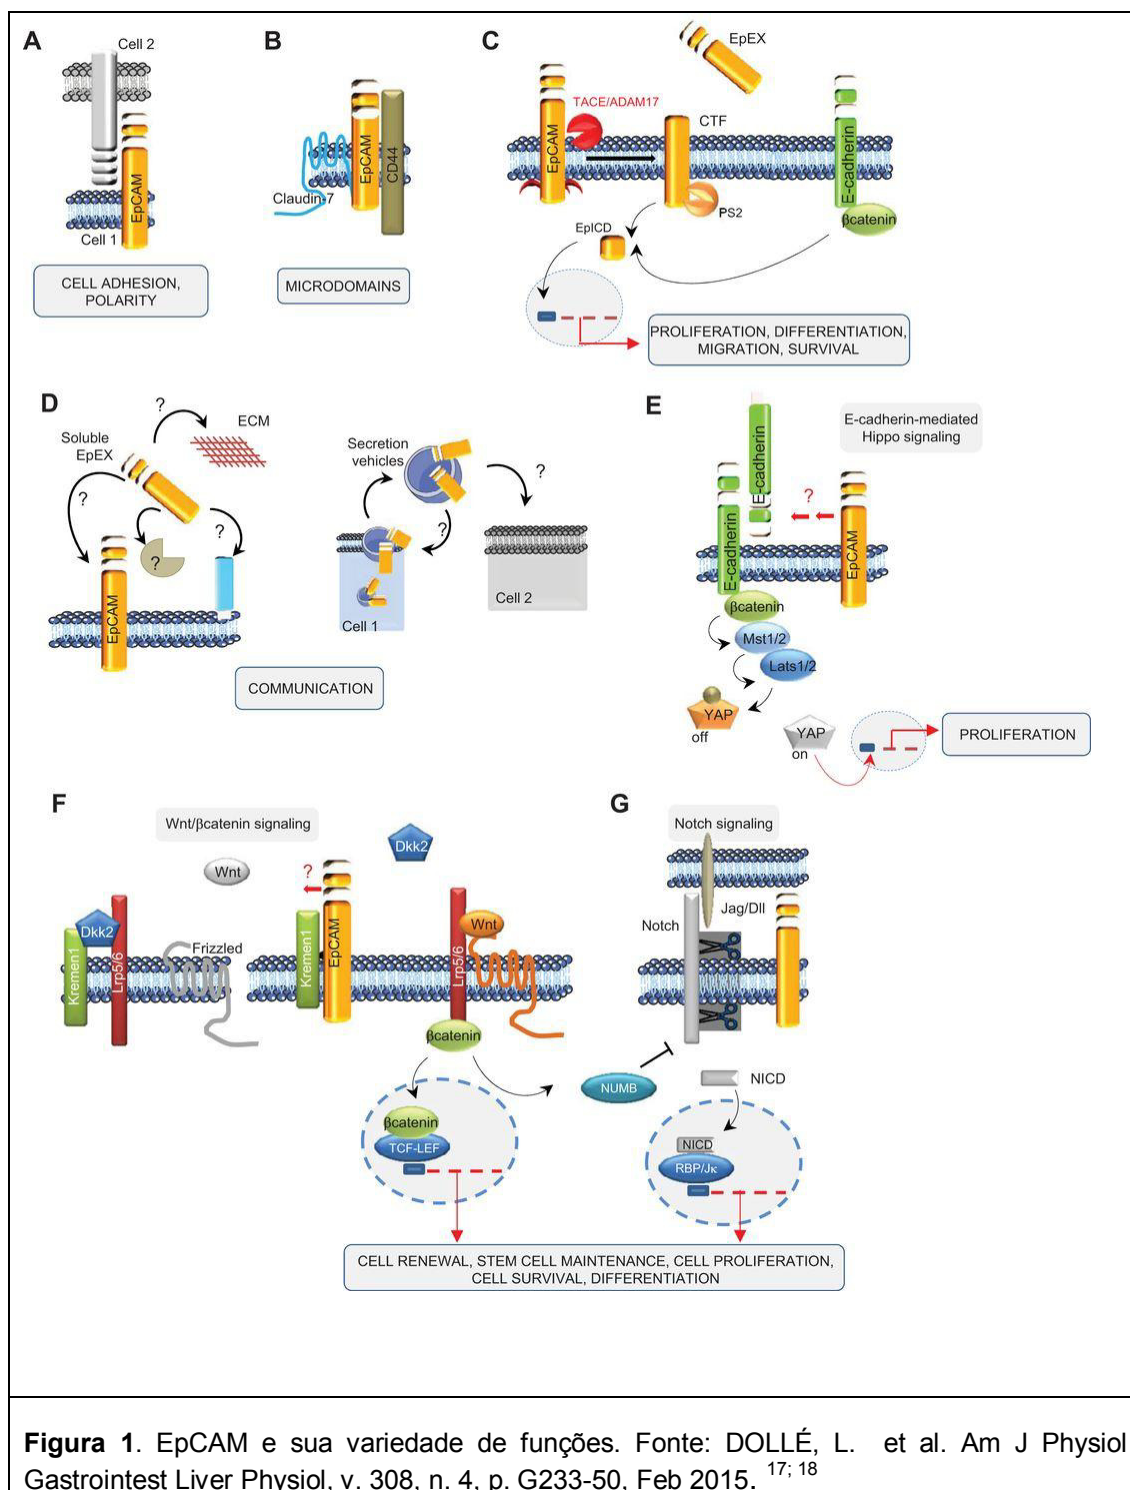 A
Cell 2
EpCAM
Cell 1
CELL ADHESION,
POLARITY
B
EpCAM
CD44
Claudin-7
MICRODOMAINS
C
EpEX
TACE/ADAM17
CTF
EpCAM
E-cadherin
PS2
βcatenin
EpICD
PROLIFERATION, DIFFERENTIATION,
MIGRATION, SURVIVAL
D
?
ECM
Soluble
EpEX
?
?
?
EpCAM
Secretion
vehicles
?
?
Cell 1
Cell 2
COMMUNICATION
E
E-cadherin-mediated
Hippo signaling
E-cadherin
E-cadherin
?
EpCAM
βcatenin
Mst1/2
Lats1/2
YAP
off
YAP
on
PROLIFERATION
F
Wnt/βcatenin signaling
Dkk2
Wnt
?
Dkk2
Kremen1
Lrp5/6
Frizzled
Kremen1
EpCAM
Lrp5/6
Wnt
βcatenin
βcatenin
TCF-LEF
G
Notch signaling
Jag/Dll
Notch
NUMB
NICD
NICD
RBP/Jκ
CELL RENEWAL, STEM CELL MAINTENANCE, CELL PROLIFERATION,
CELL SURVIVAL, DIFFERENTIATION
Figura 1. EpCAM e sua variedade de funções. Fonte: DOLLÉ, L. et al. Am J Physiol
Gastrointest Liver Physiol, v. 308, n. 4, p. G233-50, Feb 2015. 17; 18